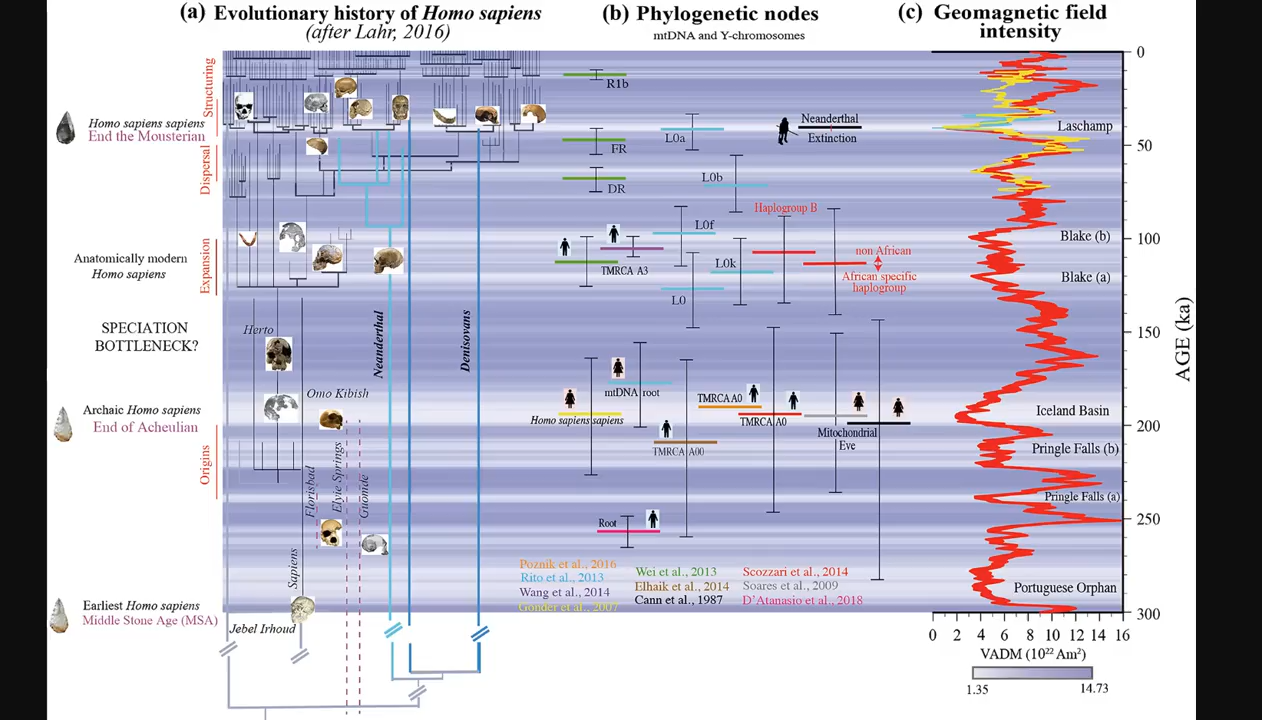 (a) Evolutionary history of Homo sapiens
(after Lahr, 2016)
(b) Phylogenetic nodes
mtDNA and Y-chromosomes
(c) Geomagnetic field
intensity
Structuring
Dispersal
Expansion
Origins
Homo sapiens sapiens
End the Mousterian
Anatomically modern
Homo sapiens
SPECIATION
BOTTLENECK?
Archaic Homo sapiens
End of Acheulian
Earliest Homo sapiens
Middle Stone Age (MSA)
Herto
Omo Kibish
Florisbad
Elyie Springs
Guomde
Sapiens
Jebel Irhoud
Neanderthal
Denisovans
R1b
L0a
Neanderthal
Extinction
FR
DR
L0b
Haplogroup B
L0f
TMRCA A3
L0k
non African
African specific
haplogroup
L0
mtDNA root
Homo sapiens sapiens
TMRCAA0
TMRCA A0
Mitochondrial
Eve
TMRCA A00
Root
Poznik et al., 2016
Rito et al., 2013
Wang et al., 2014
Gonder et al., 2007
Wei et al., 2013
Elhaik et al., 2014
Cann et al., 1987
Scozzari et al., 2014
Soares et al., 2009
D'Atanasio et al., 2018
Laschamp
Blake (b)
Blake (a)
Iceland Basin
Pringle Falls (b)
Pringle Falls (a)
Portuguese Orphan
0
50
100
150
200
250
300
AGE (ka)
0 2 4 6 8 10 12 14 16
VADM (10²² Am²)
1.35 14.73